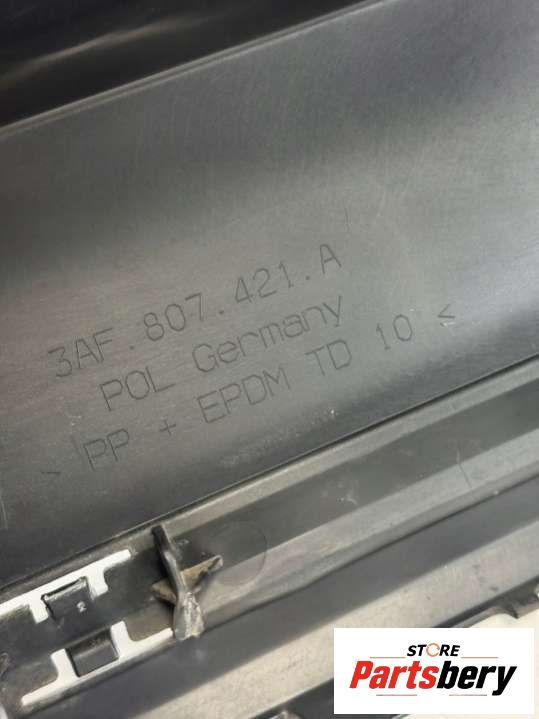 3AF.807.421.A
POL Germany
> PP + EPDM TD 10 <
STORE
Partsbery